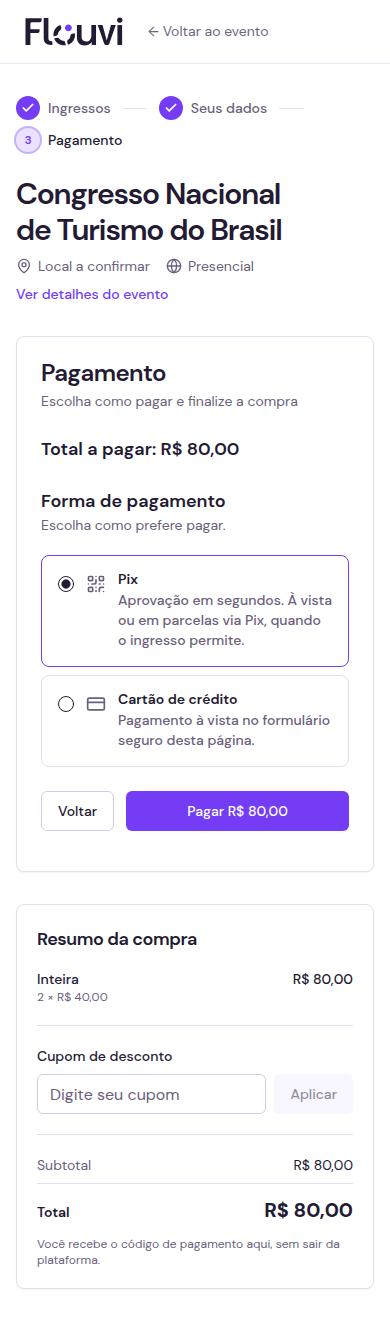 Flouvi
← Voltar ao evento
Ingressos
Seus dados
3 Pagamento
Congresso Nacional
de Turismo do Brasil
Local a confirmar
Presencial
Ver detalhes do evento
Pagamento
Escolha como pagar e finalize a compra
Total a pagar: R$ 80,00
Forma de pagamento
Escolha como prefere pagar.
Pix
Aprovação em segundos. À vista
ou em parcelas via Pix, quando
o ingresso permite.
Cartão de crédito
Pagamento à vista no formulário
seguro desta página.
Voltar
Pagar R$ 80,00
Resumo da compra
Inteira R$ 80,00
2 × R$ 40,00
Cupom de desconto
Digite seu cupom
Aplicar
Subtotal R$ 80,00
Total R$ 80,00
Você recebe o código de pagamento aqui, sem sair da
plataforma.